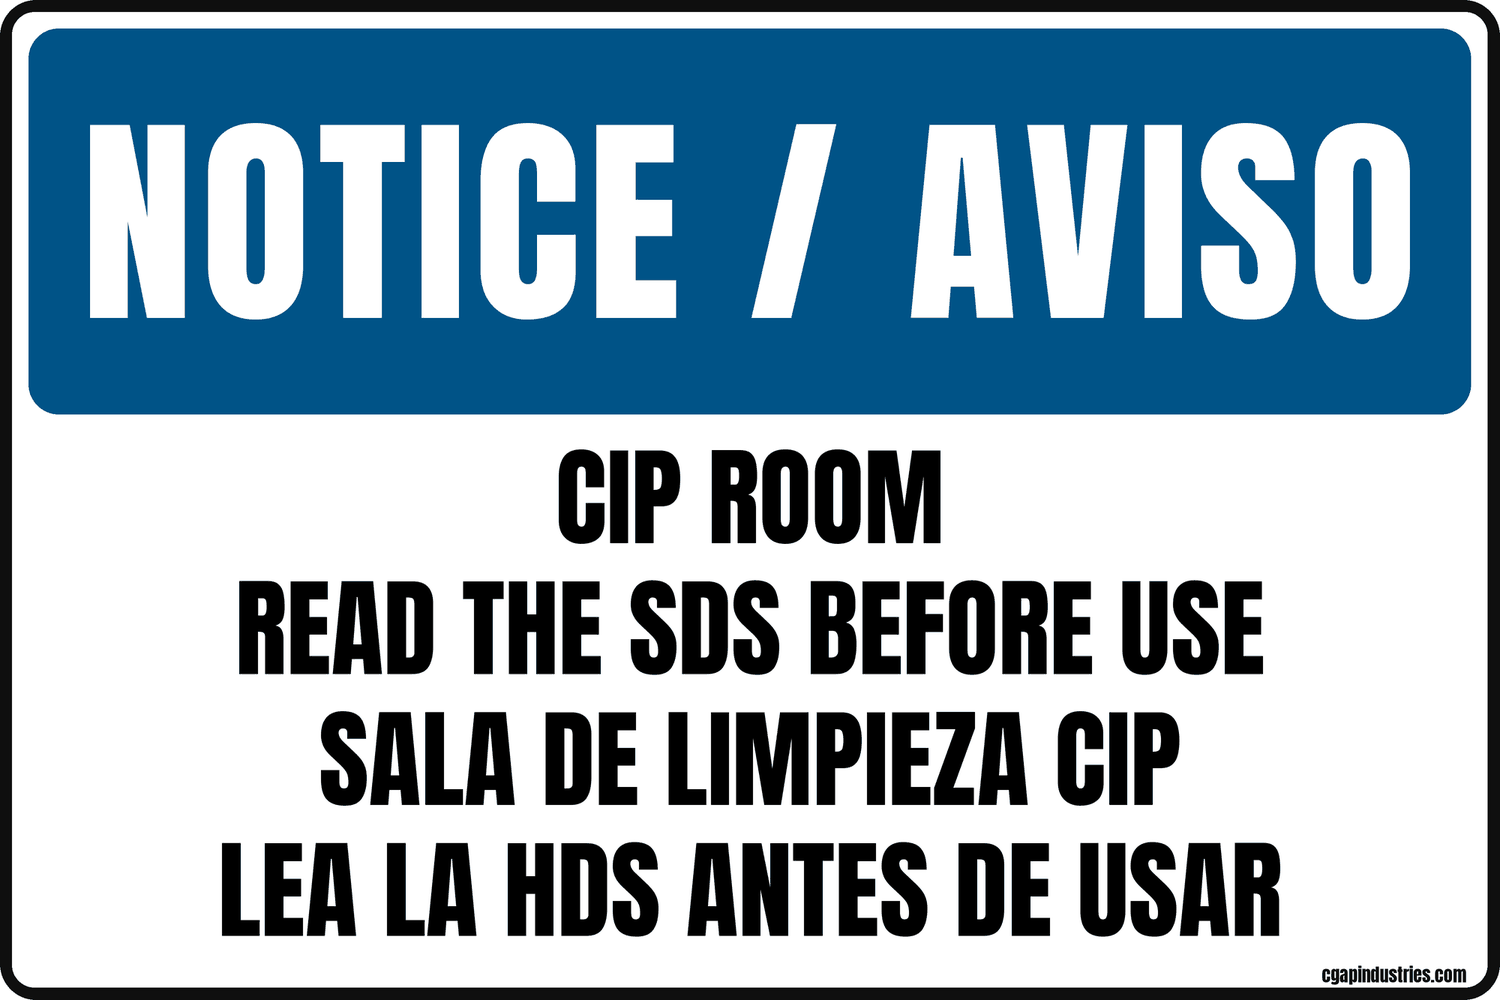 NOTICE / AVISO
CIP ROOM
READ THE SDS BEFORE USE
SALA DE LIMPIEZA CIP
LEA LA HDS ANTES DE USAR
cgapindustries.com